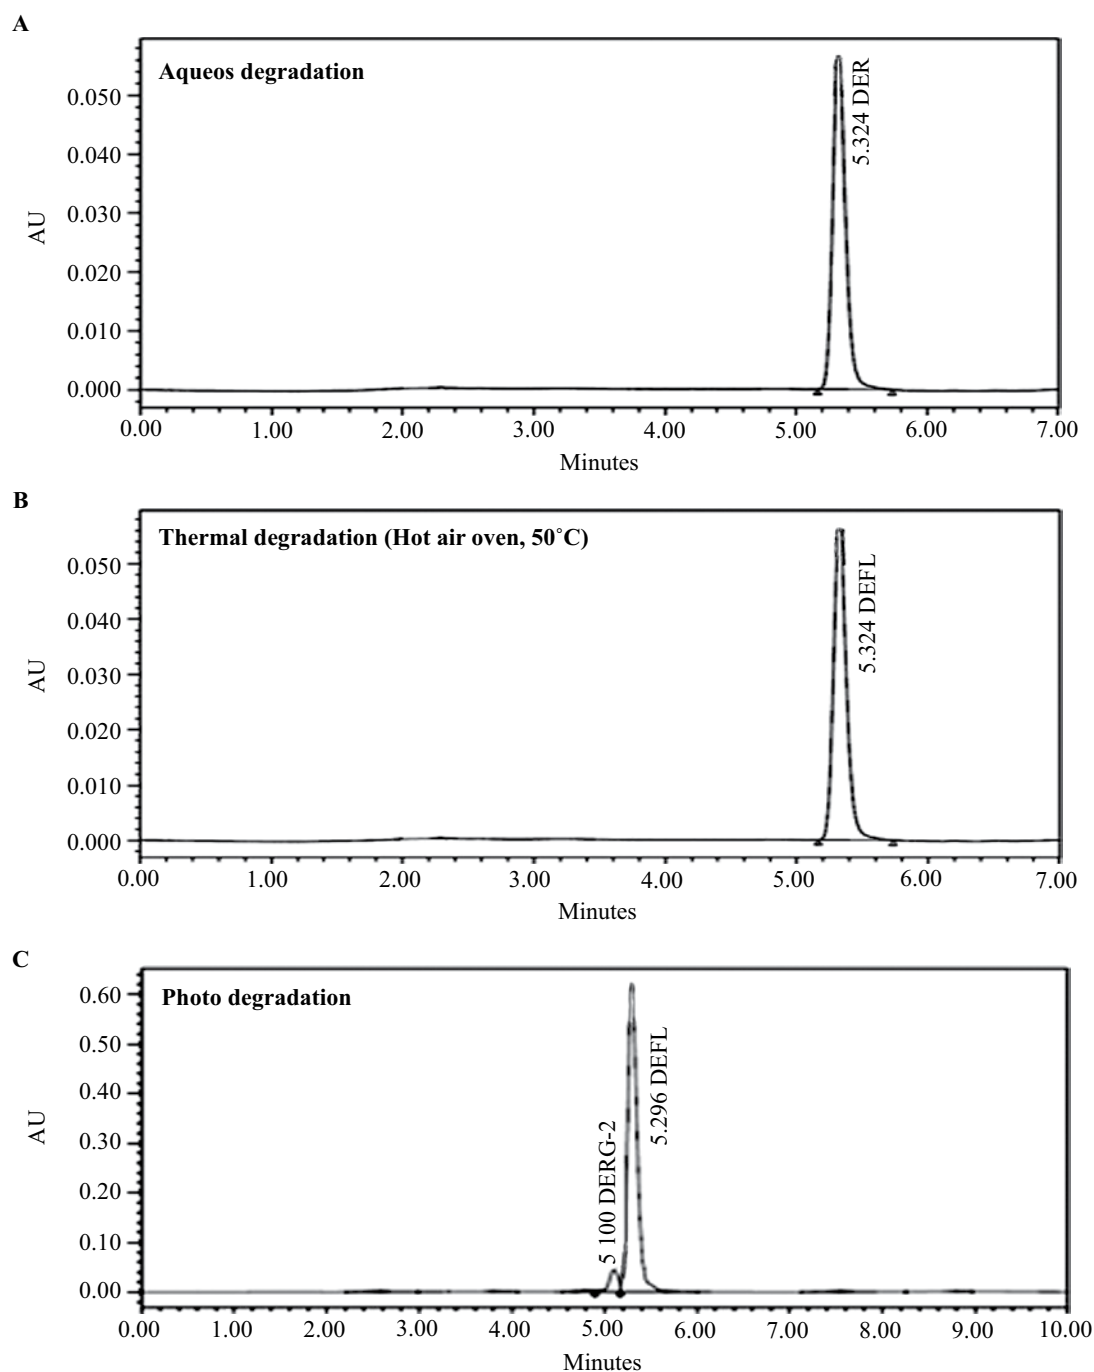 A
Aqueos degradation
AU
0.050
0.040
0.030
0.020
0.010
0.000
5.324 DER
0.00 1.00 2.00 3.00 4.00 5.00 6.00 7.00
Minutes
B
Thermal degradation (Hot air oven, 50˚C)
AU
0.050
0.040
0.030
0.020
0.010
0.000
5.324 DEFL
0.00 1.00 2.00 3.00 4.00 5.00 6.00 7.00
Minutes
C
Photo degradation
AU
0.60
0.50
0.40
0.30
0.20
0.10
0.00
5 100 DERG-2
5.296 DEFL
0.00 1.00 2.00 3.00 4.00 5.00 6.00 7.00 8.00 9.00 10.00
Minutes